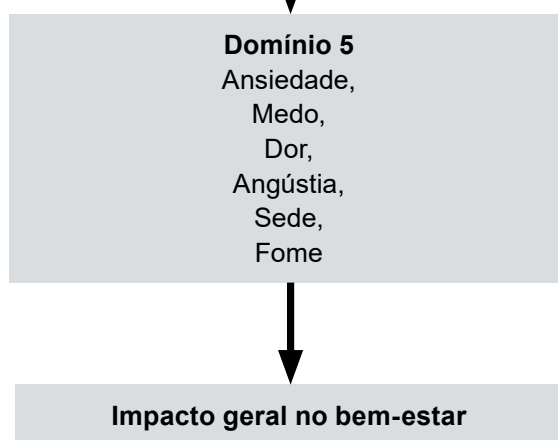 Domínio 5
Ansiedade,
Medo,
Dor,
Angústia,
Sede,
Fome
Impacto geral no bem-estar